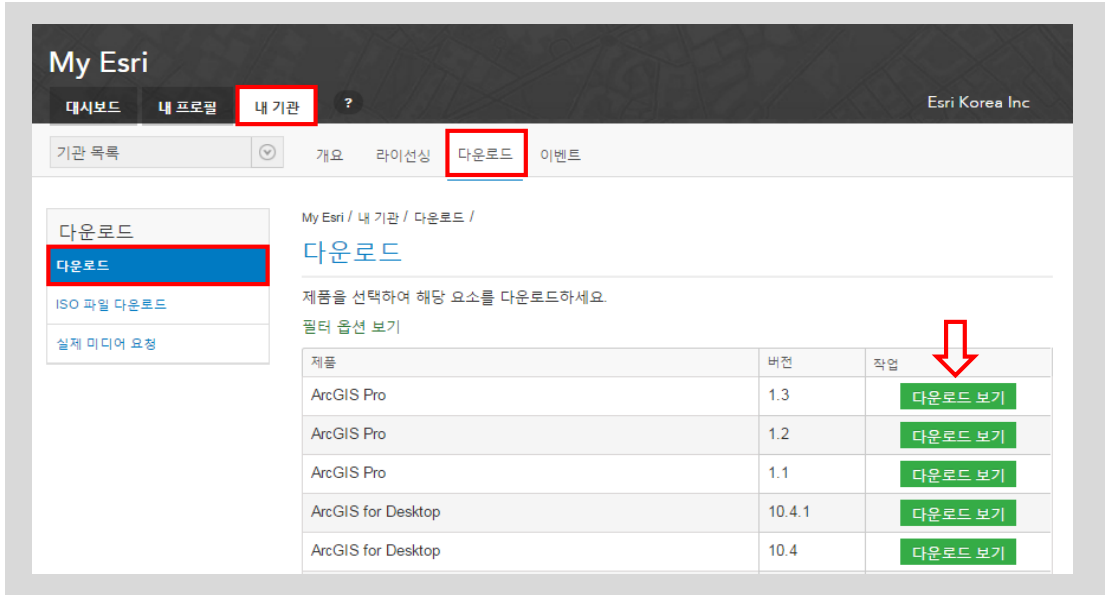 My Esri
대시보드 내 프로필 내 기관 ? Esri Korea Inc
기관 목록 개요 라이선싱 다운로드 이벤트
다운로드
다운로드
ISO 파일 다운로드
실제 미디어 요청
My Esri / 내 기관 / 다운로드 /
다운로드
제품을 선택하여 해당 요소를 다운로드하세요.
필터 옵션 보기
제품 버전 작업
ArcGIS Pro 1.3 다운로드 보기
ArcGIS Pro 1.2 다운로드 보기
ArcGIS Pro 1.1 다운로드 보기
ArcGIS for Desktop 10.4.1 다운로드 보기
ArcGIS for Desktop 10.4 다운로드 보기